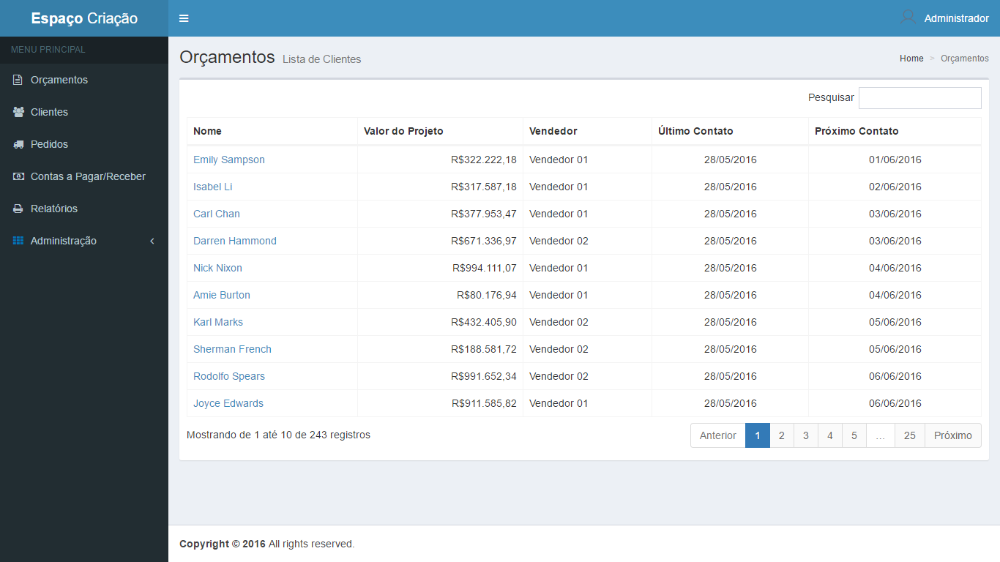 Espaço Criação
Administrador
MENU PRINCIPAL
Orçamentos
Clientes
Pedidos
Contas a Pagar/Receber
Relatórios
Administração
Orçamentos Lista de Clientes
Home > Orçamentos
Pesquisar
Nome Valor do Projeto Vendedor Último Contato Próximo Contato
Emily Sampson R$322.222,18 Vendedor 01 28/05/2016 01/06/2016
Isabel Li R$317.587,18 Vendedor 01 28/05/2016 02/06/2016
Carl Chan R$377.953,47 Vendedor 01 28/05/2016 03/06/2016
Darren Hammond R$671.336,97 Vendedor 02 28/05/2016 03/06/2016
Nick Nixon R$994.111,07 Vendedor 01 28/05/2016 04/06/2016
Amie Burton R$80.176,94 Vendedor 01 28/05/2016 04/06/2016
Karl Marks R$432.405,90 Vendedor 02 28/05/2016 05/06/2016
Sherman French R$188.581,72 Vendedor 02 28/05/2016 05/06/2016
Rodolfo Spears R$991.652,34 Vendedor 02 28/05/2016 06/06/2016
Joyce Edwards R$911.585,82 Vendedor 01 28/05/2016 06/06/2016
Mostrando de 1 até 10 de 243 registros
Anterior 1 2 3 4 5 … 25 Próximo
Copyright © 2016 All rights reserved.